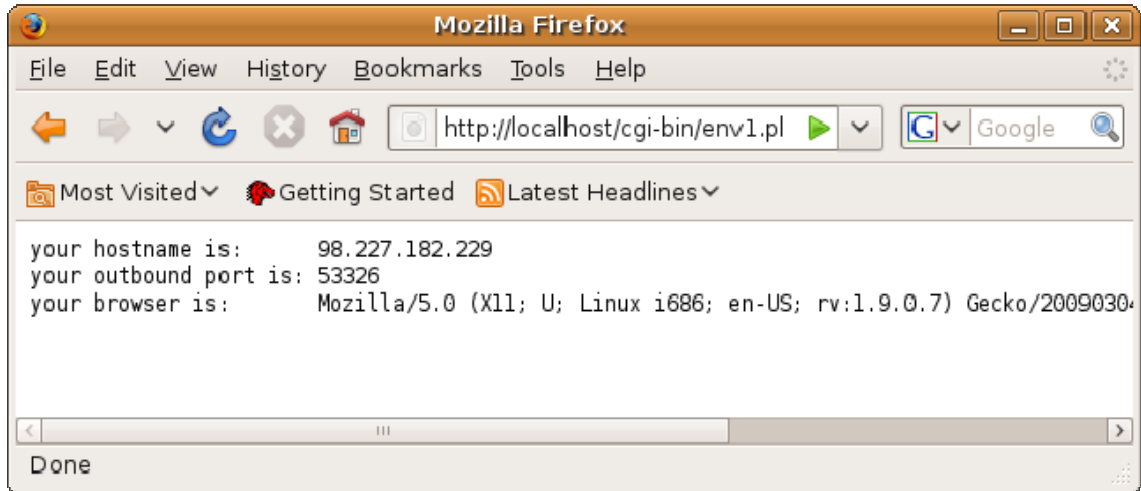 Mozilla Firefox
File Edit View History Bookmarks Tools Help
http://localhost/cgi-bin/env1.pl G Google
Most Visited Getting Started Latest Headlines
your hostname is: 98.227.182.229
your outbound port is: 53326
your browser is: Mozilla/5.0 (X11; U; Linux i686; en-US; rv:1.9.0.7) Gecko/20090304
Done